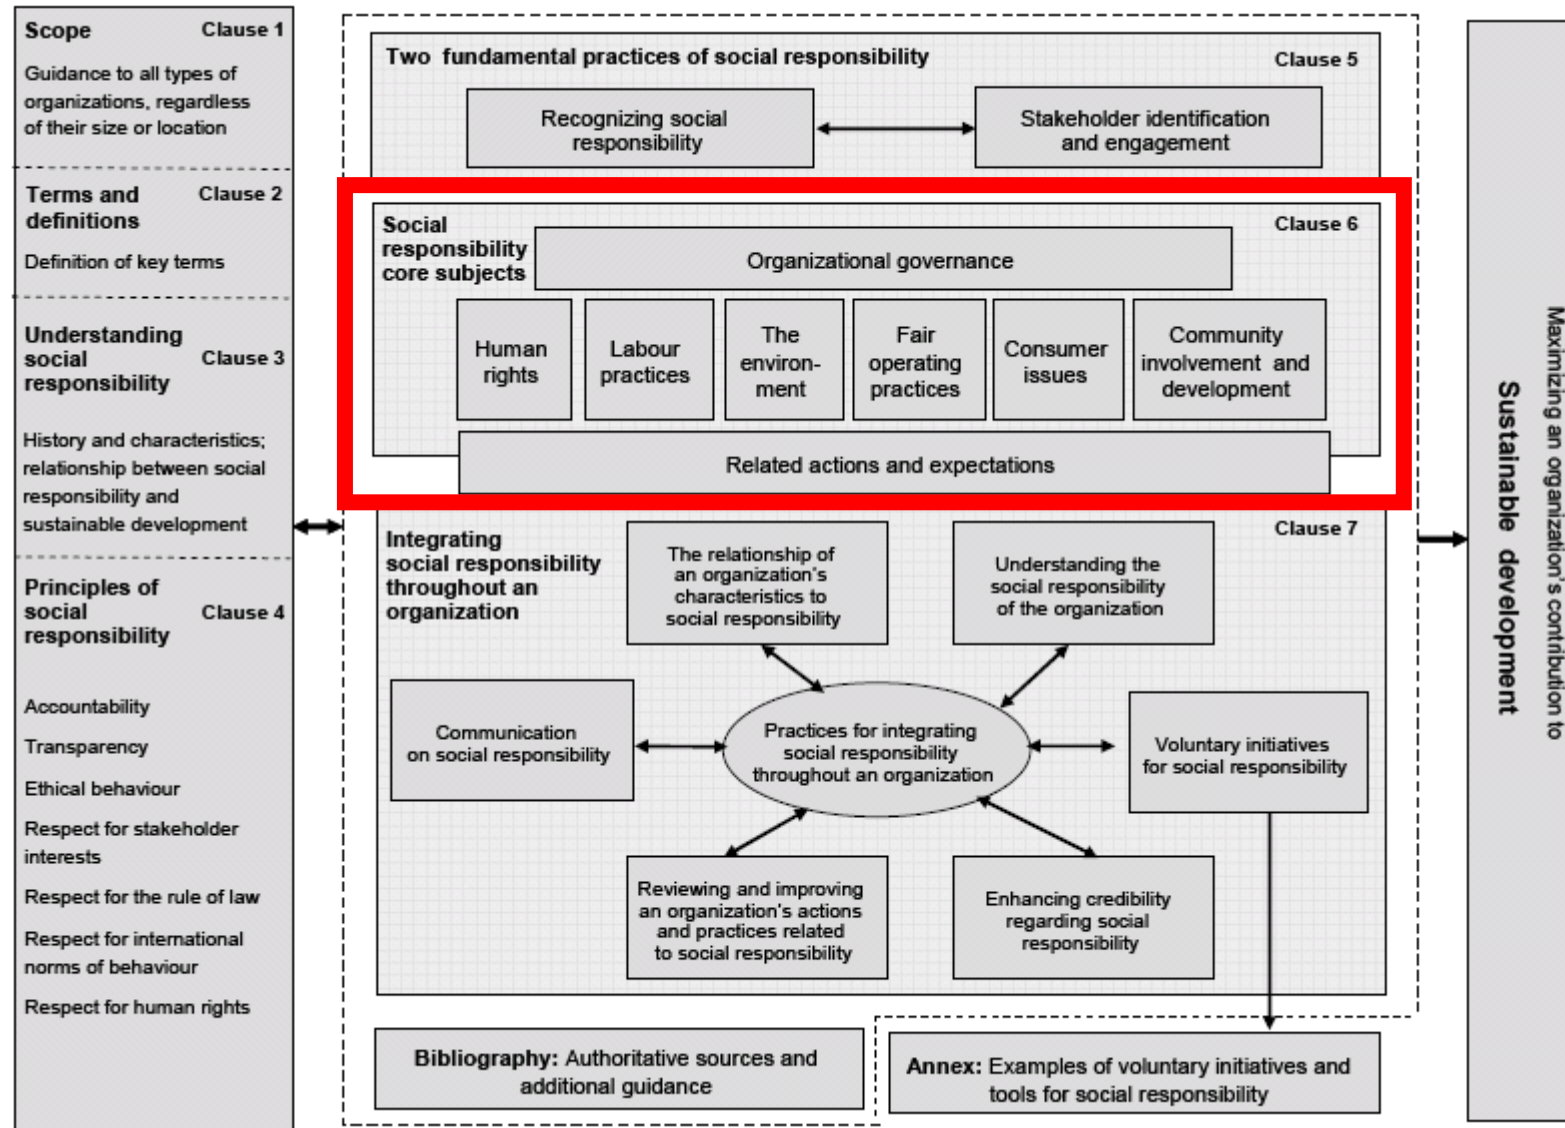 Scope Clause 1
Guidance to all types of
organizations, regardless
of their size or location
Terms and Clause 2
definitions
Definition of key terms
Understanding
social Clause 3
responsibility
History and characteristics;
relationship between social
responsibility and
sustainable development
Principles of
social Clause 4
responsibility
Accountability
Transparency
Ethical behaviour
Respect for stakeholder
interests
Respect for the rule of law
Respect for international
norms of behaviour
Respect for human rights
Two fundamental practices of social responsibility Clause 5
Recognizing social
responsibility
Stakeholder identification
and engagement
Social Clause 6
responsibility
core subjects
Organizational governance
Human
rights
Labour
practices
The
environ-
ment
Fair
operating
practices
Consumer
issues
Community
involvement and
development
Related actions and expectations
Integrating Clause 7
social responsibility
throughout an
organization
The relationship of
an organization's
characteristics to
social responsibility
Understanding the
social responsibility
of the organization
Communication
on social responsibility
Practices for integrating
social responsibility
throughout an organization
Voluntary initiatives
for social responsibility
Reviewing and improving
an organization's actions
and practices related
to social responsibility
Enhancing credibility
regarding social
responsibility
Bibliography: Authoritative sources and
additional guidance
Annex: Examples of voluntary initiatives and
tools for social responsibility
Maximizing an organization's contribution to
Sustainable development